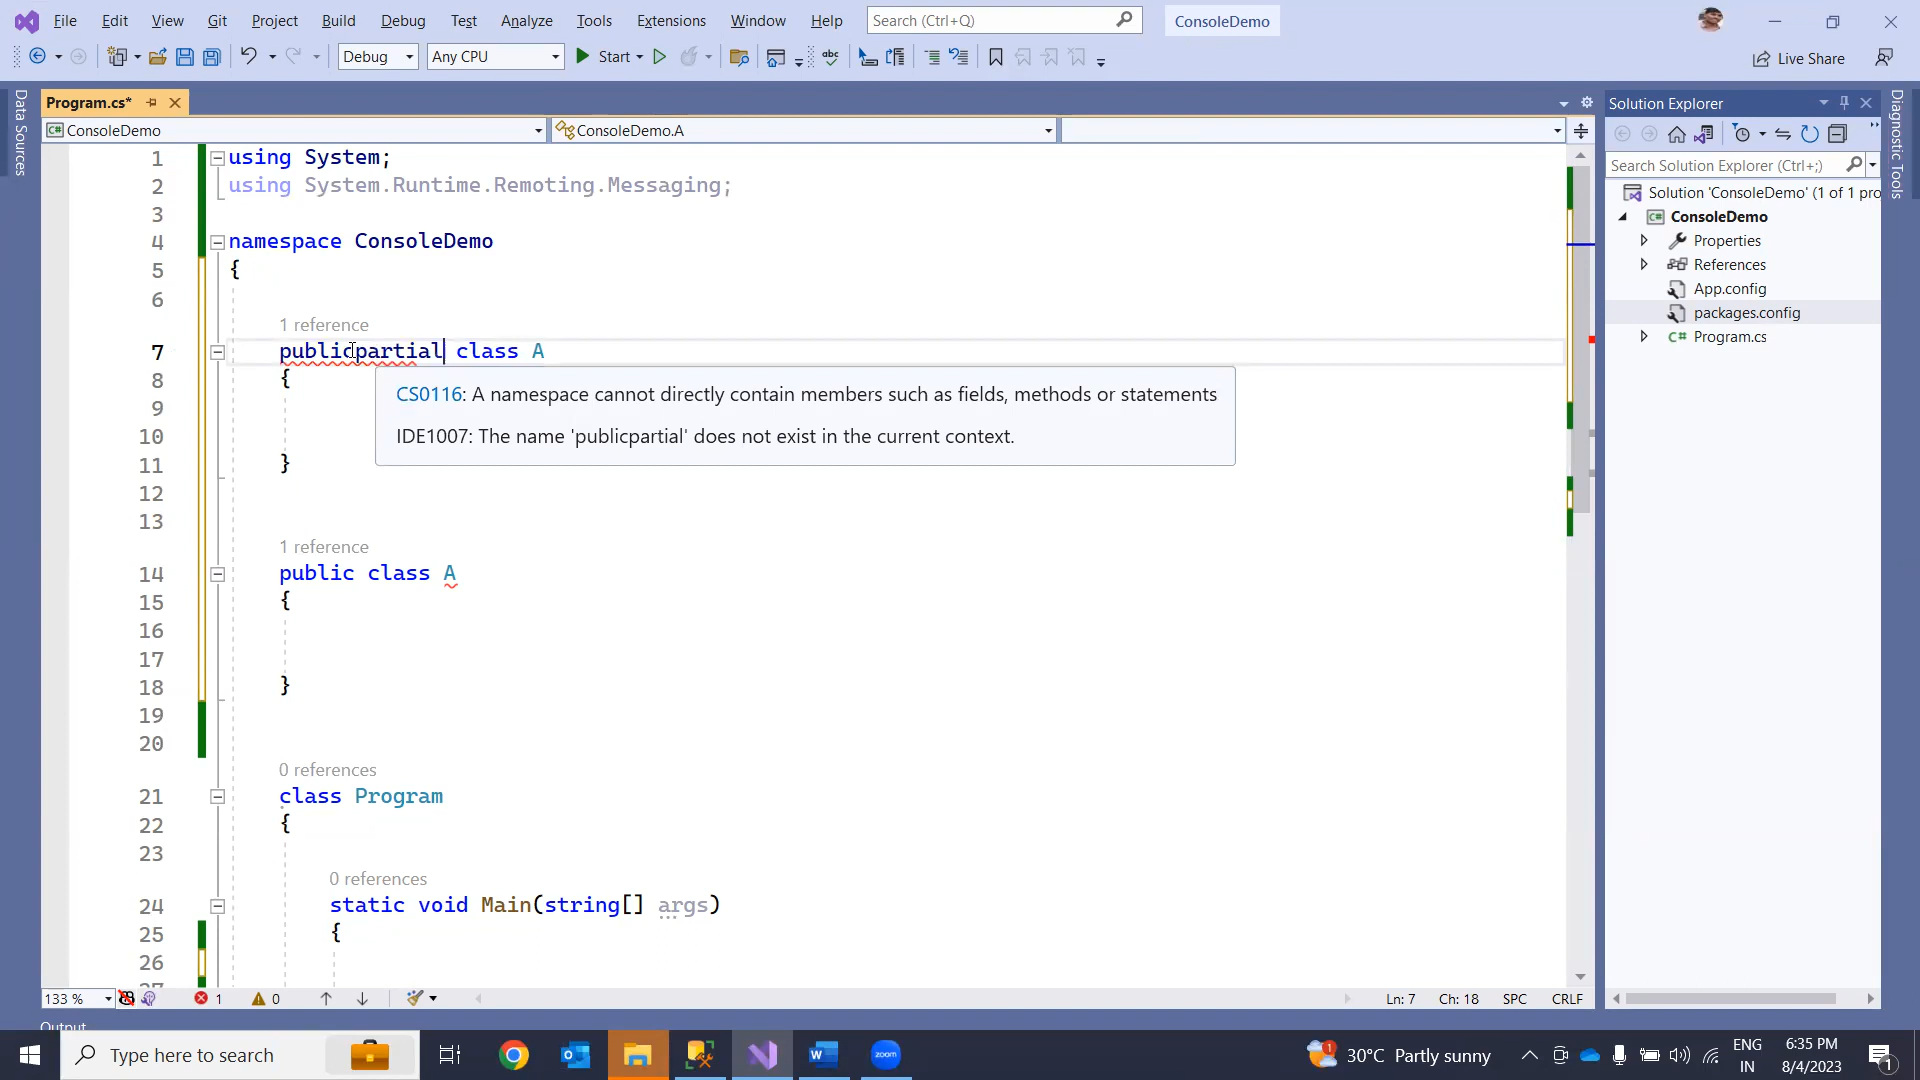 File Edit View Git Project Build Debug Test Analyze Tools Extensions Window Help Search (Ctrl+Q) ConsoleDemo
Debug Any CPU Start abc Live Share
Data Sources
Program.cs*
ConsoleDemo ConsoleDemo.A
1 using System;
2 using System.Runtime.Remoting.Messaging;
3
4 namespace ConsoleDemo
5 {
6
1 reference
7 publicpartial class A
8 {
CS0116: A namespace cannot directly contain members such as fields, methods or statements
9
10
IDE1007: The name 'publicpartial' does not exist in the current context.
11 }
12
13
1 reference
14 public class A
15 {
16
17
18 }
19
20
0 references
21 class Program
22 {
23
0 references
24 static void Main(string[] args)
25 {
26
133 % 1 0 Ln: 7 Ch: 18 SPC CRLF
Output
Solution Explorer
Search Solution Explorer (Ctrl+;)
Solution 'ConsoleDemo' (1 of 1 pro
ConsoleDemo
Properties
References
App.config
packages.config
C# Program.cs
Diagnostic Tools
Type here to search
zoom
30°C Partly sunny
ENG
IN
6:35 PM
8/4/2023
1